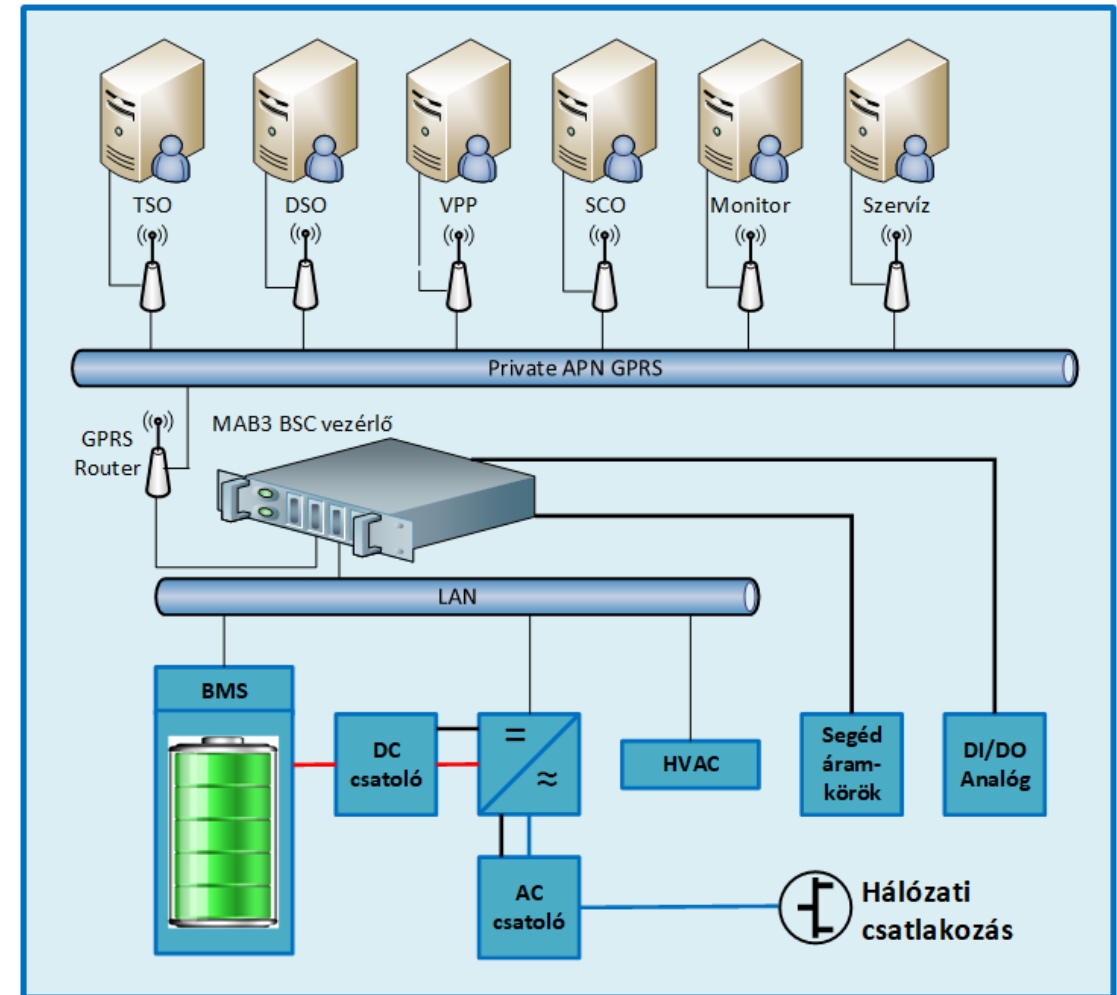 TSO
DSO
VPP
SCO
Monitor
Szervíz
Private APN GPRS
GPRS
Router
MAB3 BSC vezérlő
LAN
BMS
DC
csatoló
=
≈
HVAC
Segéd
áram-
körök
DI/DO
Analóg
AC
csatoló
Hálózati
csatlakozás